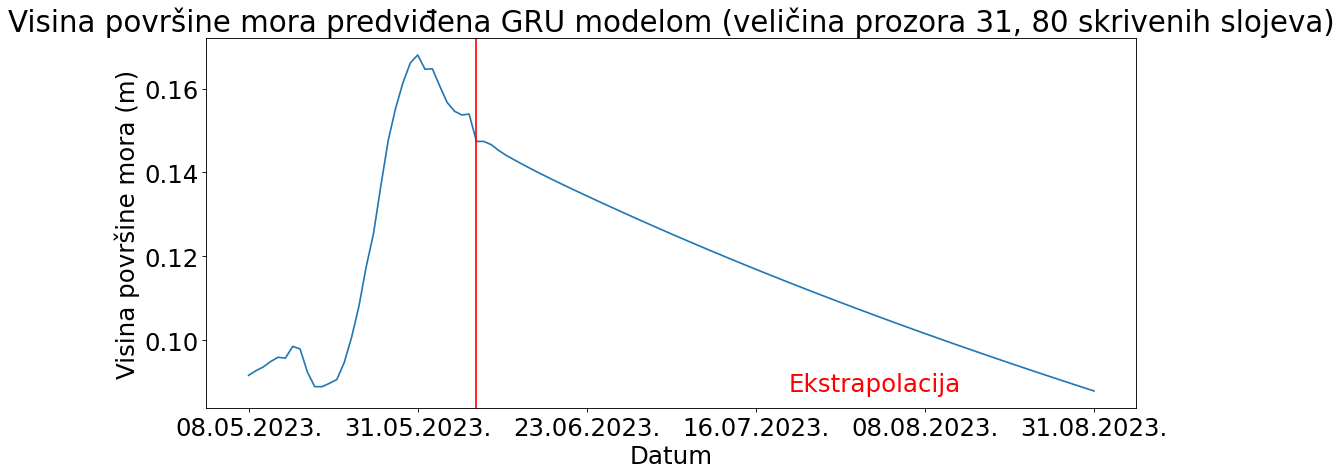 Visina površine mora predviđena GRU modelom (veličina prozora 31, 80 skrivenih slojeva)
Visina površine mora (m)
0.16
0.14
0.12
0.10
Ekstrapolacija
08.05.2023. 31.05.2023. 23.06.2023. 16.07.2023. 08.08.2023. 31.08.2023.
Datum